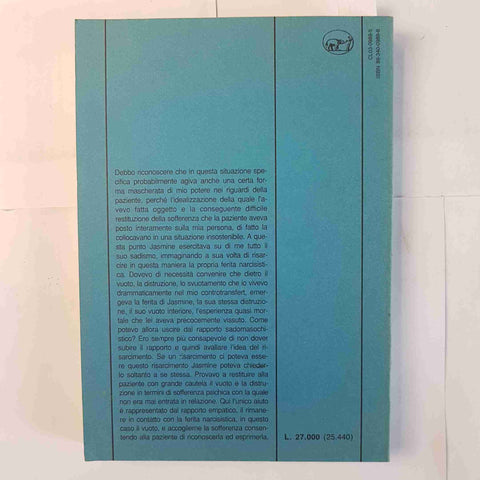 CL02-0989-5
ISBN 88-340-0989-8
Debbo riconoscere che in questa situazione spe-
cifica probabilmente agiva anche una certa for-
ma mascherata di mio potere nei riguardi della
paziente, perché l'idealizzazione della quale l'a-
vevo fatta oggetto e la conseguente difficile
restituzione della sofferenza che la paziente aveva
posto interamente sulla mia persona, di fatto la
collocavano in una situazione insostenibile. A que-
sta punto Jasmine esercitava su di me tutto il
suo sadismo, immaginando a sua volta di risar-
cire in questa maniera la propria ferita narcisisti-
ca. Dovevo di necessità convenire che dietro il
vuoto, la distruzione, lo svuotamento che io vivevo
drammaticamente nel mio controtransfert, emer-
geva la ferita di Jasmine, la sua stessa distruzio-
ne, il suo vuoto interiore, l'esperienza quasi mor-
tale che lei aveva precocemente vissuto. Come
potevo allora uscire dal rapporto sadomasochi-
stico? Ero sempre più consapevole di non dover
subire il rapporto e quindi avallare l'idea del ri-
sarcimento. Se un risarcimento ci poteva esse-
re questo risarcimento Jasmine poteva chieder-
lo soltanto a se stessa. Provavo a restituire alla
paziente con grande cautela il vuoto e la distru-
zione in termini di sofferenza psichica con la quale
non era mai entrata in relazione. Qui l'unico aiuto
è rappresentato dal rapporto empatico, il rimane-
re in contatto con la ferita narcisistica, in questo
caso il vuoto, e accoglierne la sofferenza consen-
tendo alla paziente di riconoscerla ed esprimerla.
L. 27.000 (25.440)